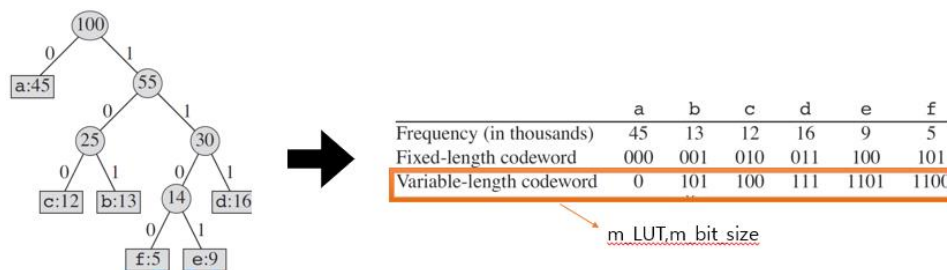 100
0 1
a:45 55
0 1
25 30
0 1 0 1
c:12 b:13 14 d:16
0 1
f:5 e:9
a b c d e f
Frequency (in thousands) 45 13 12 16 9 5
Fixed-length codeword 000 001 010 011 100 101
Variable-length codeword 0 101 100 111 1101 1100
m_LUT,m_bit_size